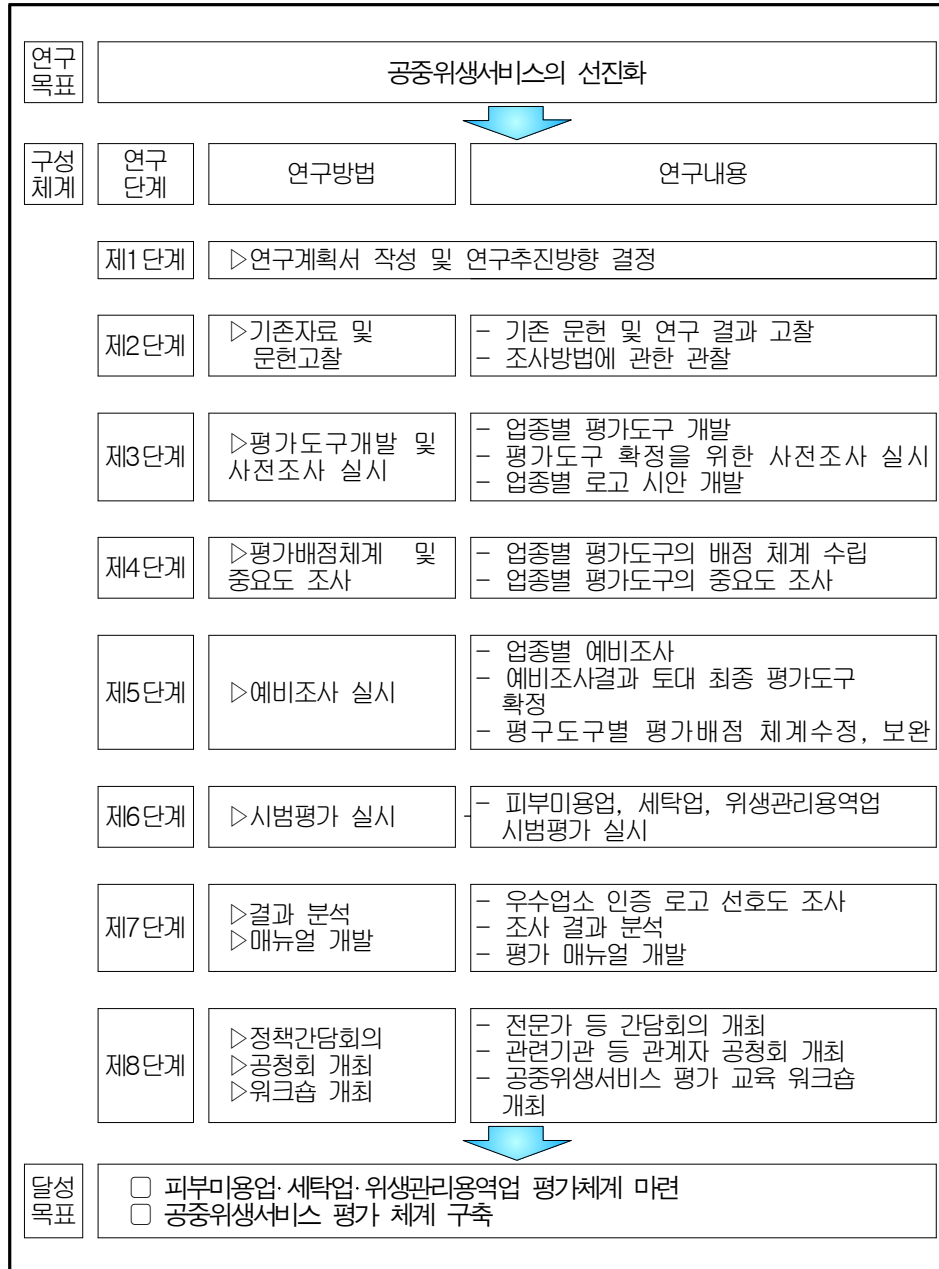 연구
목표
공중위생서비스의 선진화
구성
체계
연구
단계
연구방법
연구내용
제1단계
▷연구계획서 작성 및 연구추진방향 결정
제2단계
▷기존자료 및
문헌고찰
- 기존 문헌 및 연구 결과 고찰
- 조사방법에 관한 관찰
제3단계
▷평가도구개발 및
사전조사 실시
- 업종별 평가도구 개발
- 평가도구 확정을 위한 사전조사 실시
- 업종별 로고 시안 개발
제4단계
▷평가배점체계 및
중요도 조사
- 업종별 평가도구의 배점 체계 수립
- 업종별 평가도구의 중요도 조사
제5단계
▷예비조사 실시
- 업종별 예비조사
- 예비조사결과 토대 최종 평가도구
확정
- 평구도구별 평가배점 체계수정, 보완
제6단계
▷시범평가 실시
- 피부미용업, 세탁업, 위생관리용역업
시범평가 실시
제7단계
▷결과 분석
▷매뉴얼 개발
- 우수업소 인증 로고 선호도 조사
- 조사 결과 분석
- 평가 매뉴얼 개발
제8단계
▷정책간담회의
▷공청회 개최
▷워크숍 개최
- 전문가 등 간담회의 개최
- 관련기관 등 관계자 공청회 개최
- 공중위생서비스 평가 교육 워크숍
개최
달성
목표
□ 피부미용업·세탁업·위생관리용역업 평가체계 마련
□ 공중위생서비스 평가 체계 구축